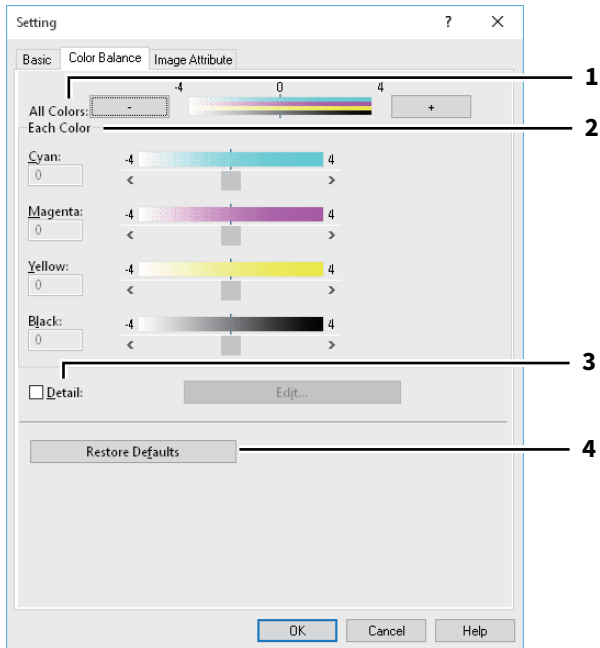 Setting ?
Basic Color Balance Image Attribute
-4 0 4
1
All Colors: - +
Each Color
2
Cyan: -4 4
0
Magenta: -4 4
0
Yellow: -4 4
0
Black: -4 4
0
3
Detail: Edit...
Restore Defaults
4
OK Cancel Help